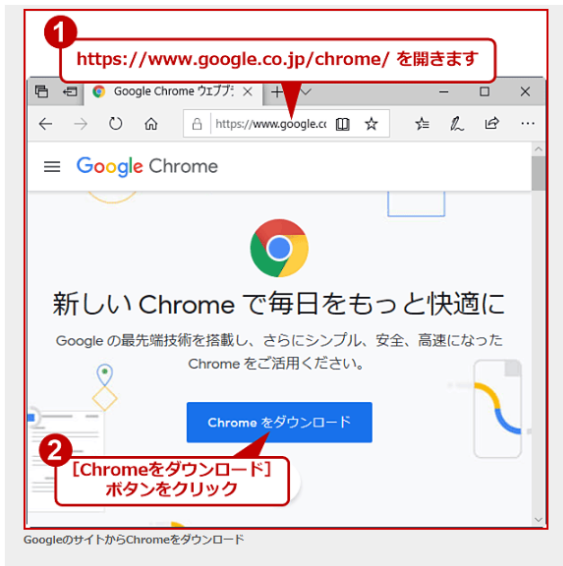 1
https://www.google.co.jp/chrome/ を開きます
Google Chrome ウェブブ
https://www.google.co
Google Chrome
新しい Chrome で毎日をもっと快適に
Google の最先端技術を搭載し、さらにシンプル、安全、高速になった
Chrome をご活用ください。
Chrome をダウンロード
2
[Chromeをダウンロード]
ボタンをクリック
GoogleのサイトからChromeをダウンロード